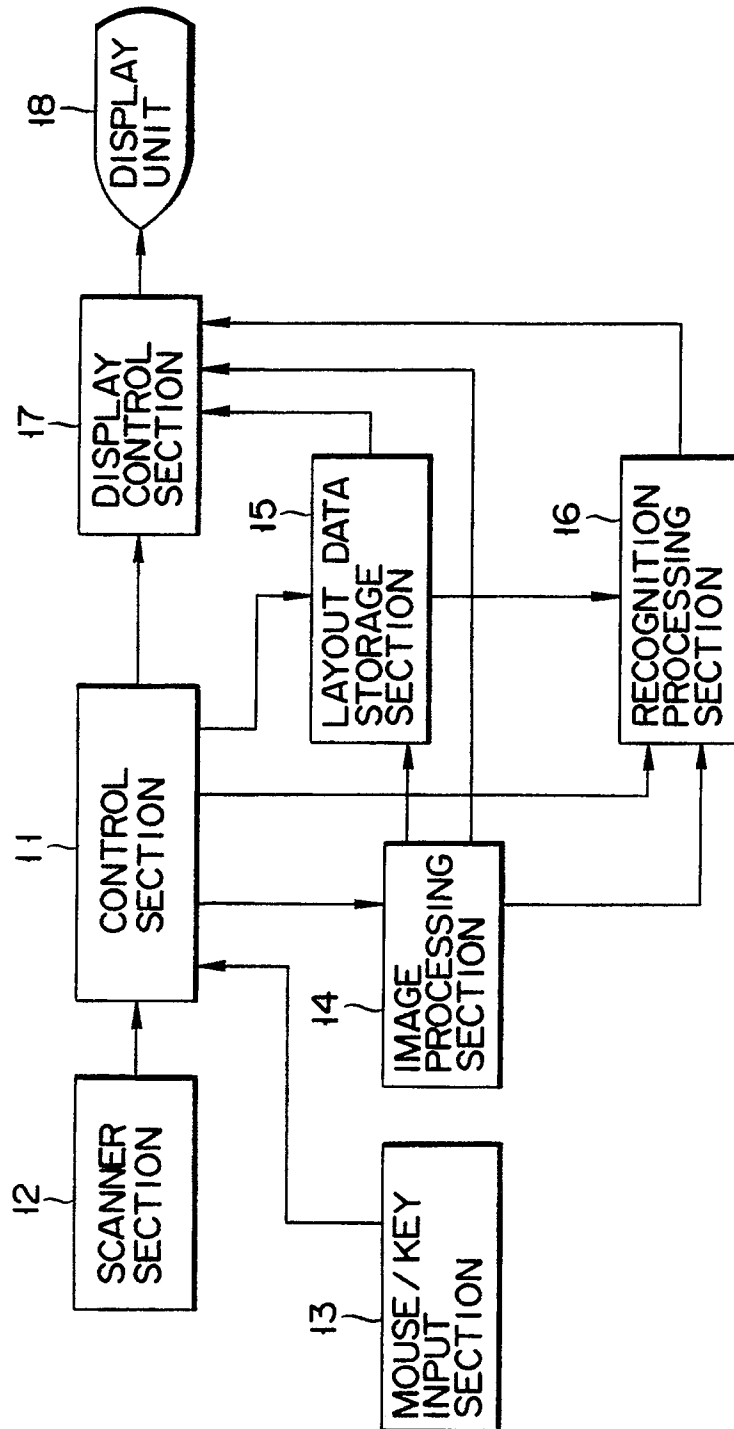 12
SCANNER
SECTION
11
CONTROL
SECTION
17
DISPLAY
CONTROL
SECTION
18
DISPLAY
UNIT
13
MOUSE/KEY
INPUT
SECTION
14
IMAGE
PROCESSING
SECTION
15
LAYOUT DATA
STORAGE
SECTION
16
RECOGNITION
PROCESSING
SECTION